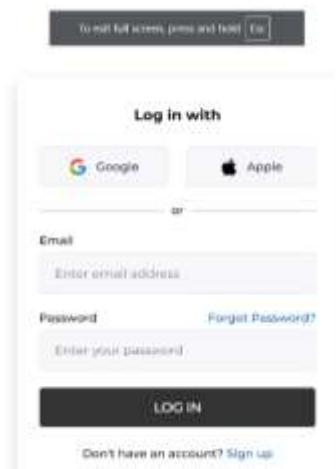 To exit full screen, press and hold Esc
Log in with
Google
Apple
or
Email
Enter email address
Password Forgot Password?
Enter your password
LOG IN
Don't have an account? Sign up